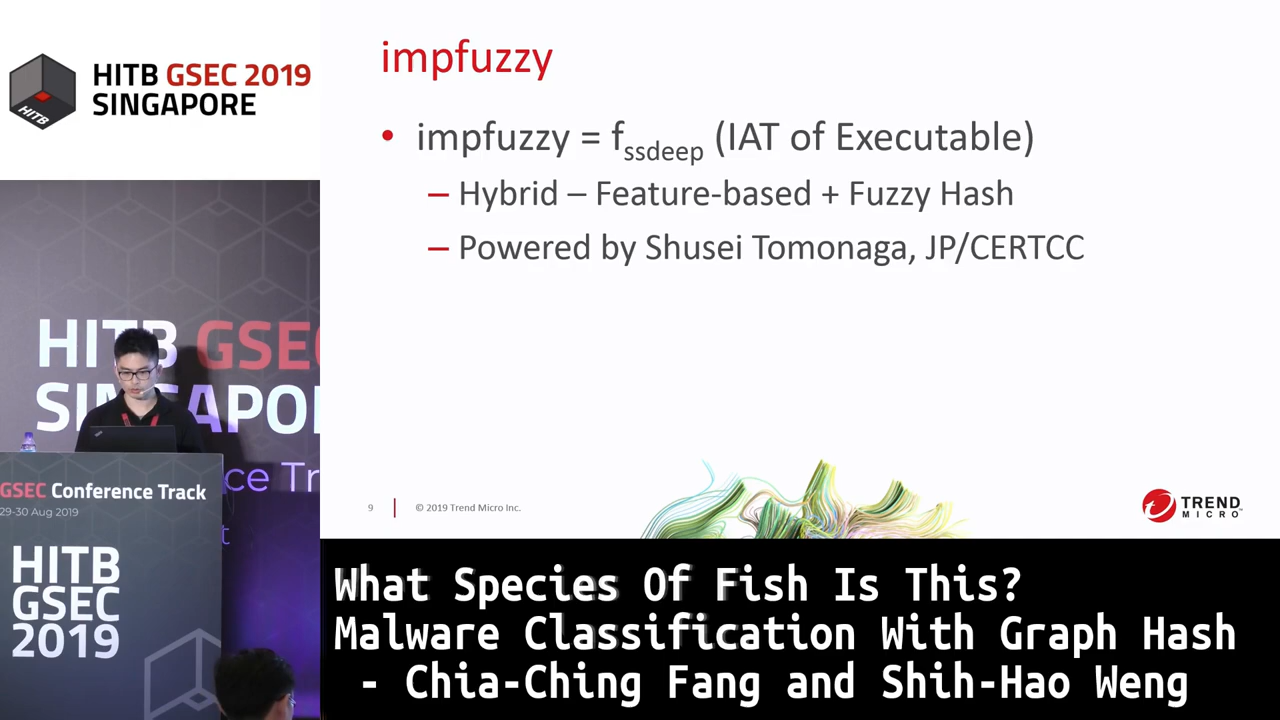 HITB GSEC 2019
SINGAPORE
HITB
impfuzzy
• impfuzzy = fssdeep (IAT of Executable)
– Hybrid – Feature-based + Fuzzy Hash
– Powered by Shusei Tomonaga, JP/CERTCC
9
© 2019 Trend Micro Inc.
TREND
MICRO
HITB GSEC
GSEC Conference Track
29-30 Aug 2019
HITB
GSEC
2019
What Species Of Fish Is This?
Malware Classification With Graph Hash
- Chia-Ching Fang and Shih-Hao Weng